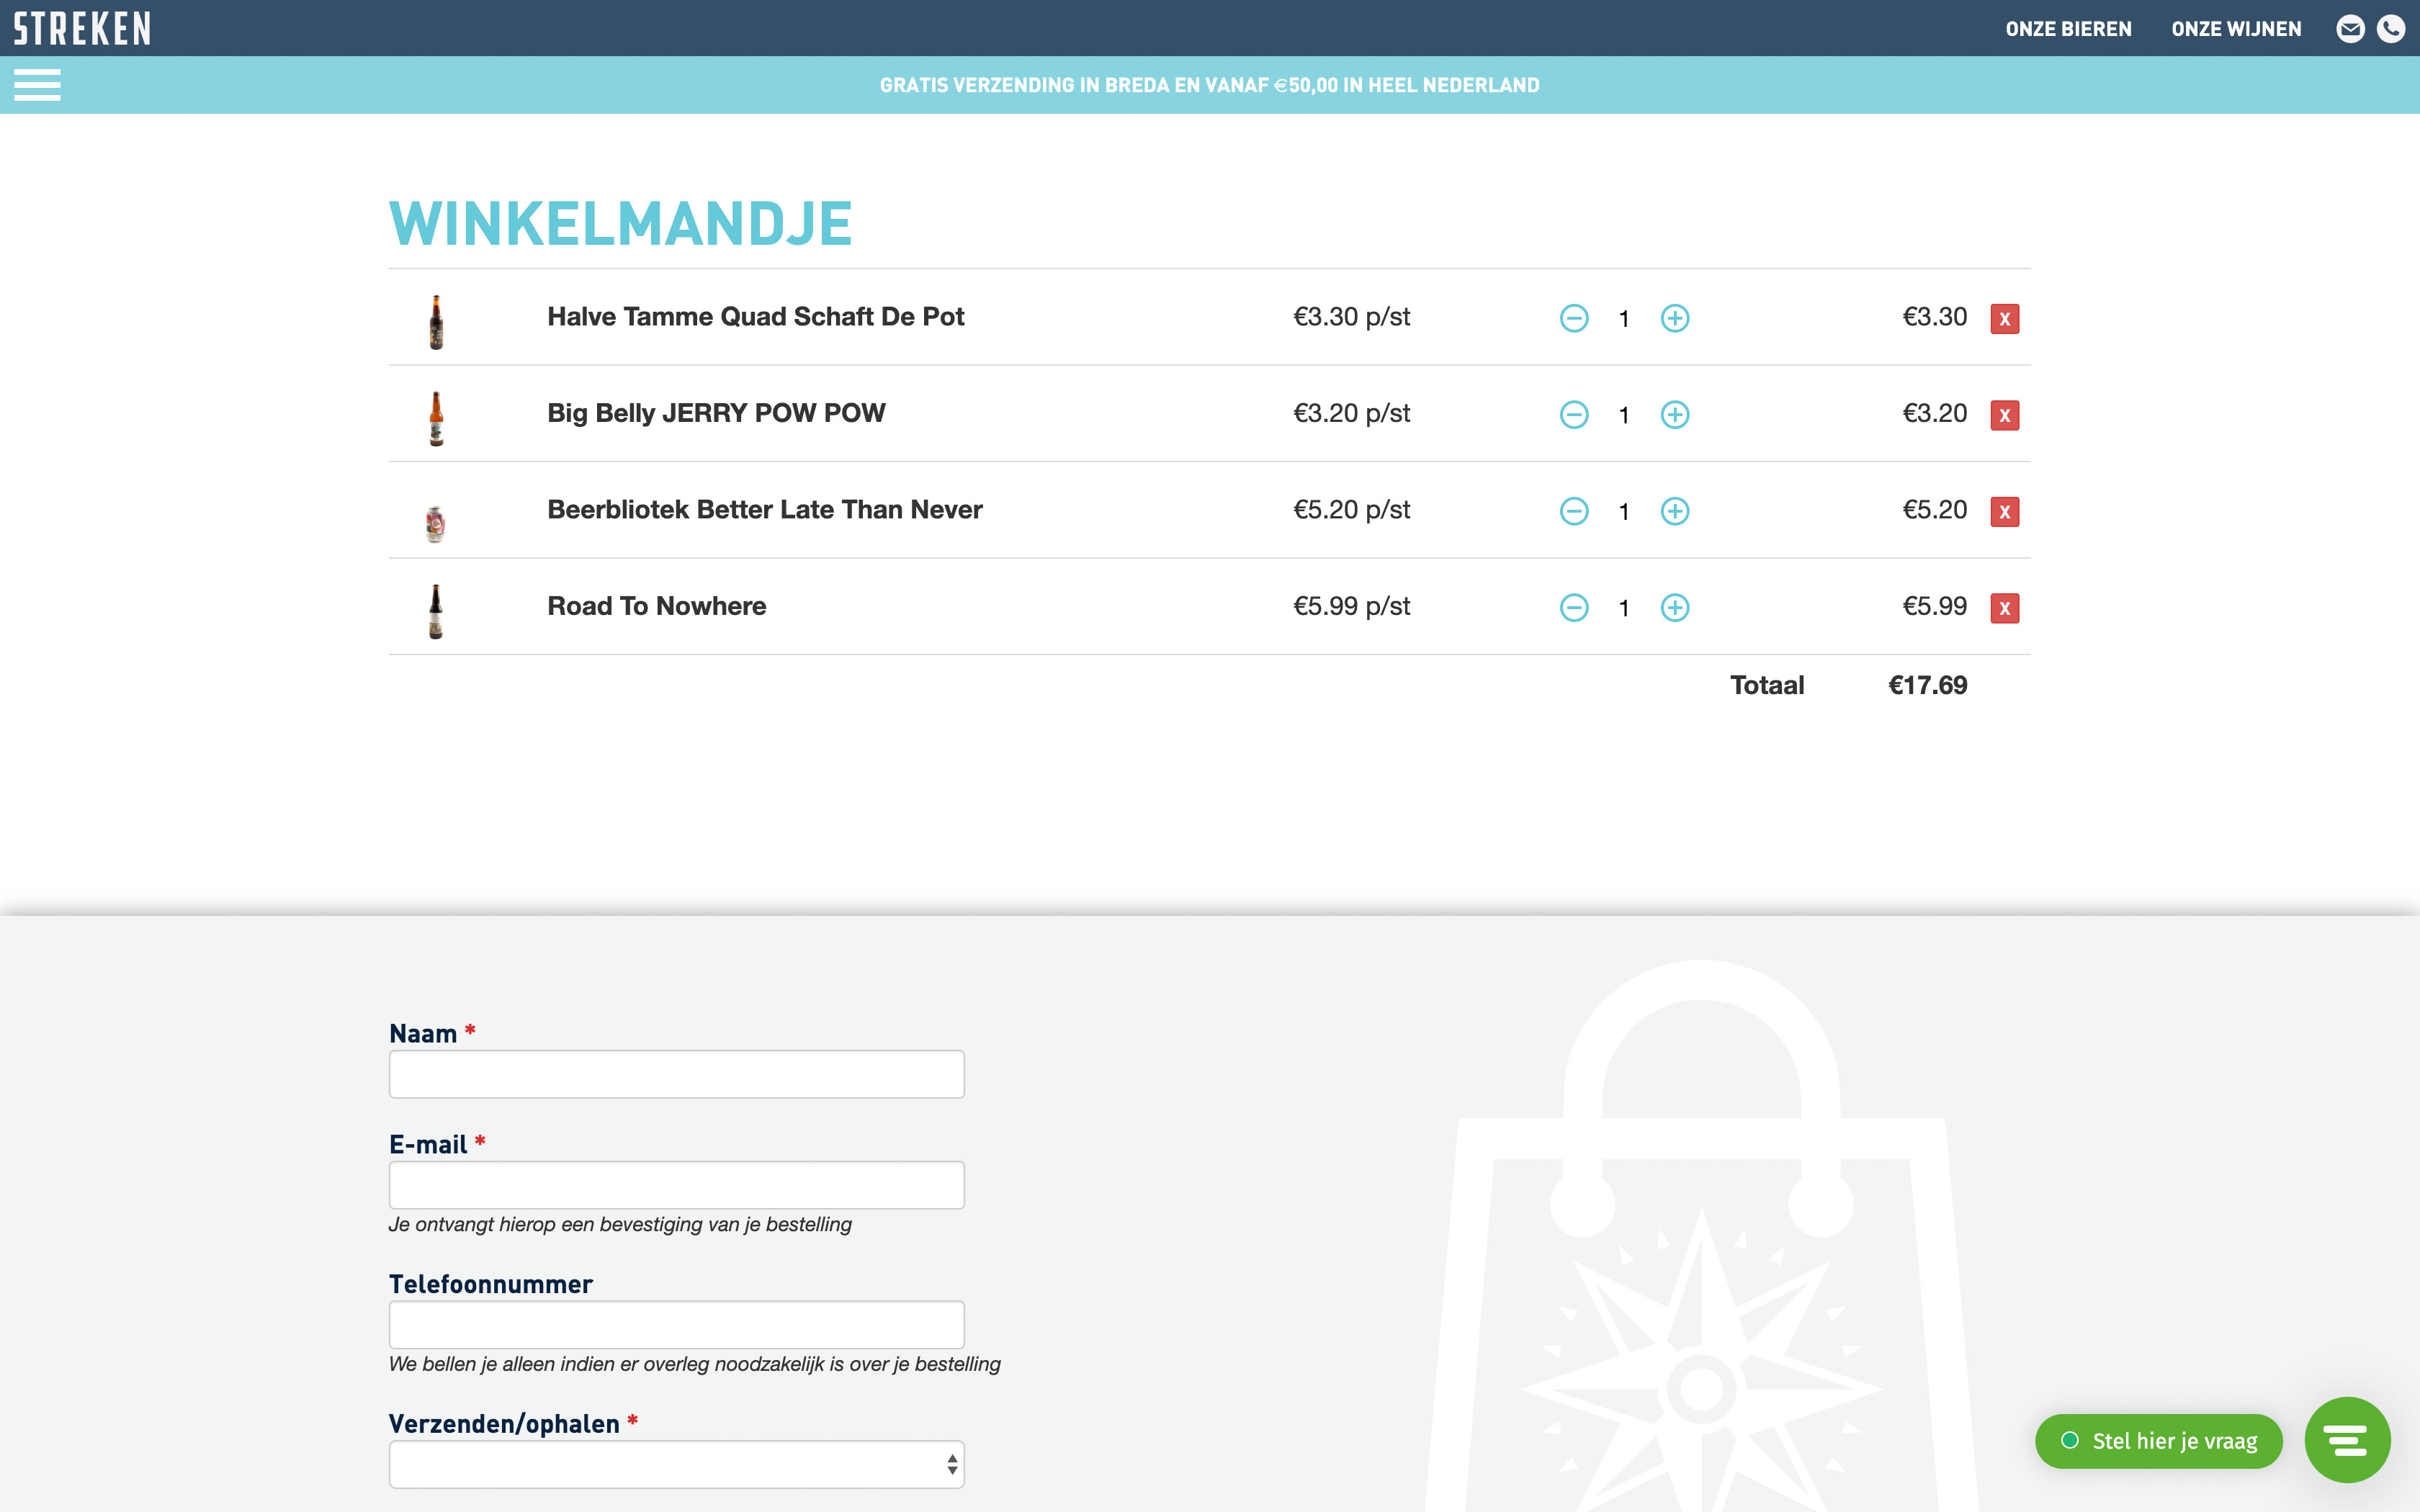 STREKEN
ONZE BIEREN ONZE WIJNEN
GRATIS VERZENDING IN BREDA EN VANAF €50,00 IN HEEL NEDERLAND
WINKELMANDJE
Halve Tamme Quad Schaft De Pot €3.30 p/st 1 €3.30 X
Big Belly JERRY POW POW €3.20 p/st 1 €3.20 X
Beerbliotek Better Late Than Never €5.20 p/st 1 €5.20 X
Road To Nowhere €5.99 p/st 1 €5.99 X
Totaal €17.69
Naam *
E-mail *
Je ontvangt hierop een bevestiging van je bestelling
Telefoonnummer
We bellen je alleen indien er overleg noodzakelijk is over je bestelling
Verzenden/ophalen *
Stel hier je vraag